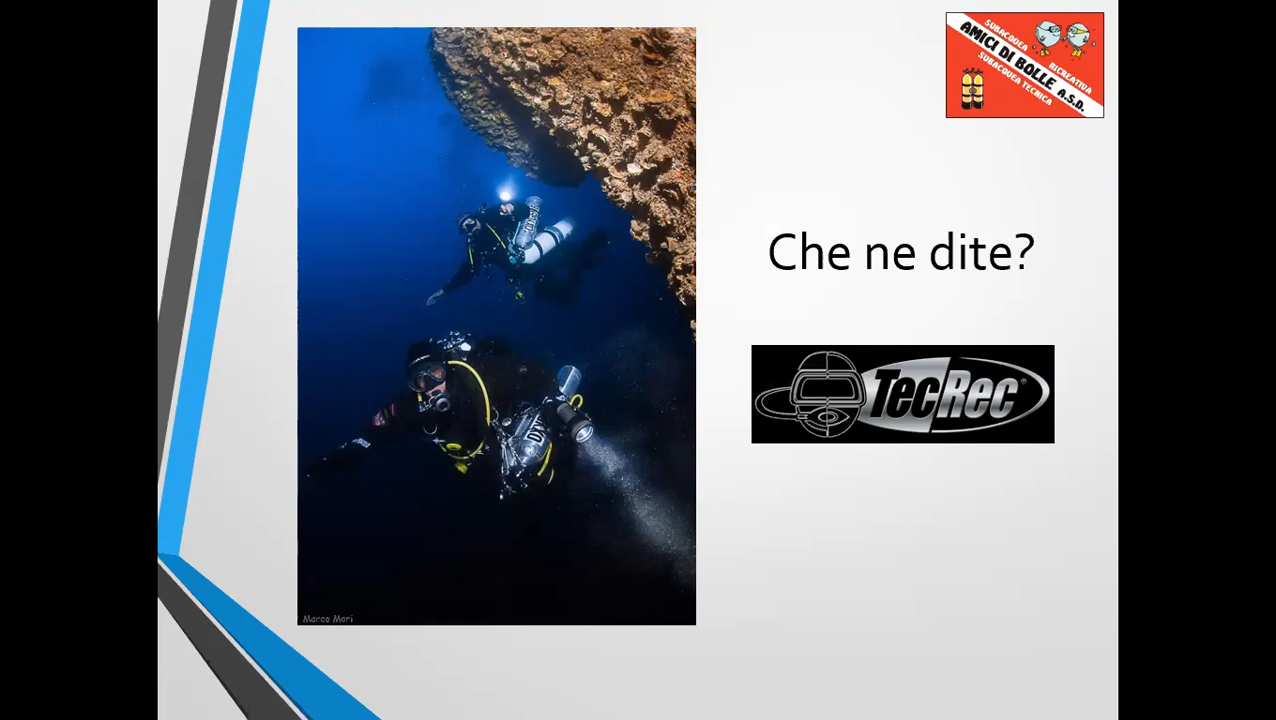 SUBACQUEA
RICREATIVA
AMICI DI BOLLE A.S.D.
SUBACQUEA TECNICA
Che ne dite?
TecRec
Marco Mori